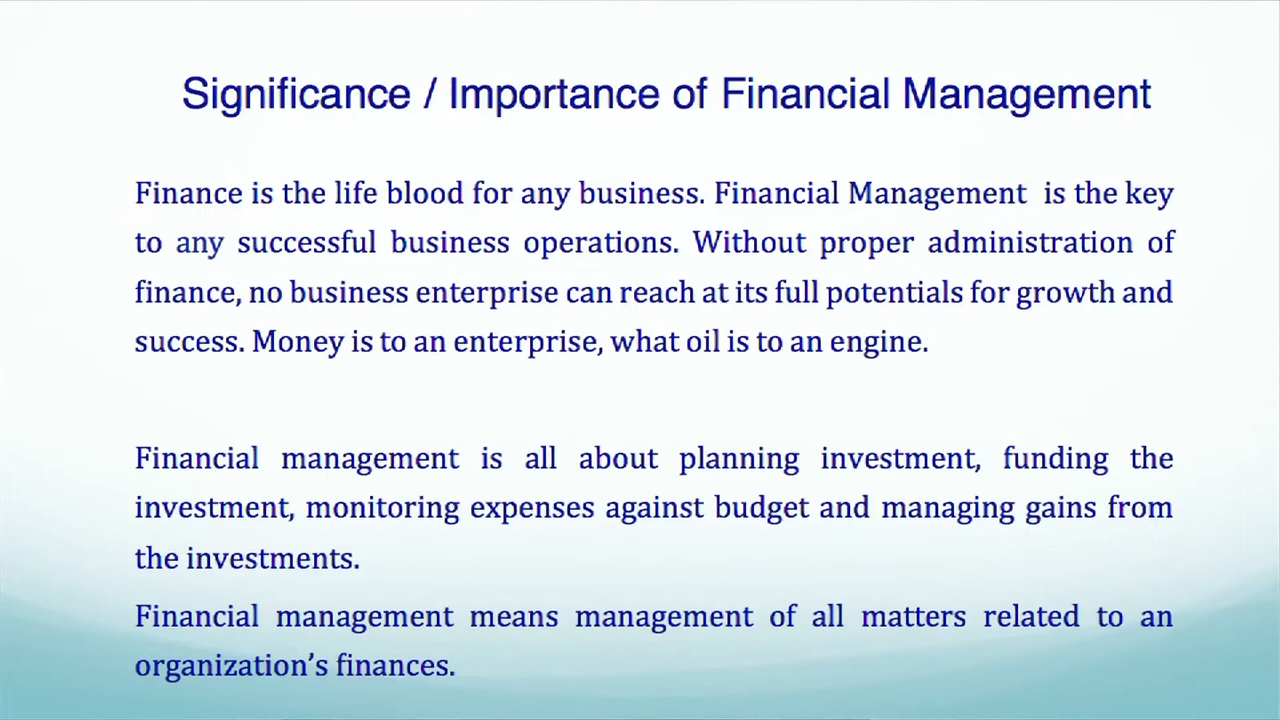 Significance / Importance of Financial Management
Finance is the life blood for any business. Financial Management is the key
to any successful business operations. Without proper administration of
finance, no business enterprise can reach at its full potentials for growth and
success. Money is to an enterprise, what oil is to an engine.
Financial management is all about planning investment, funding the
investment, monitoring expenses against budget and managing gains from
the investments.
Financial management means management of all matters related to an
organization’s finances.